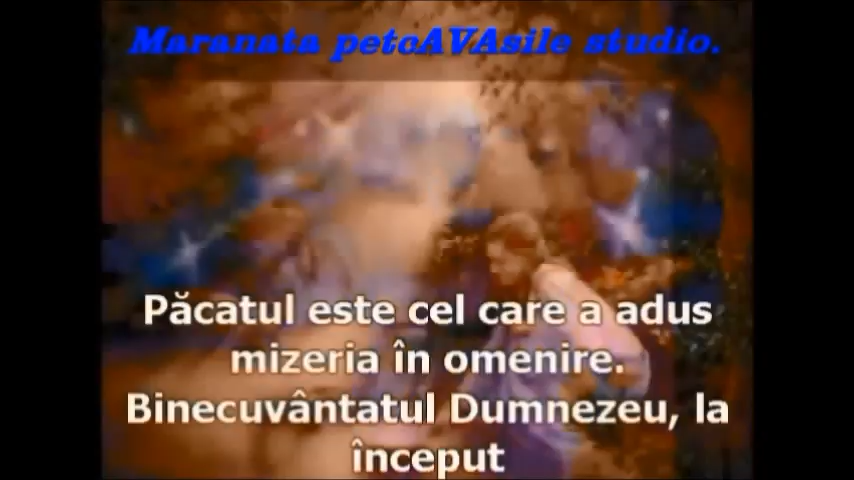 Maranata petcAVAsile studio.
Păcatul este cel care a adus
mizeria în omenire.
Binecuvântatul Dumnezeu, la
început